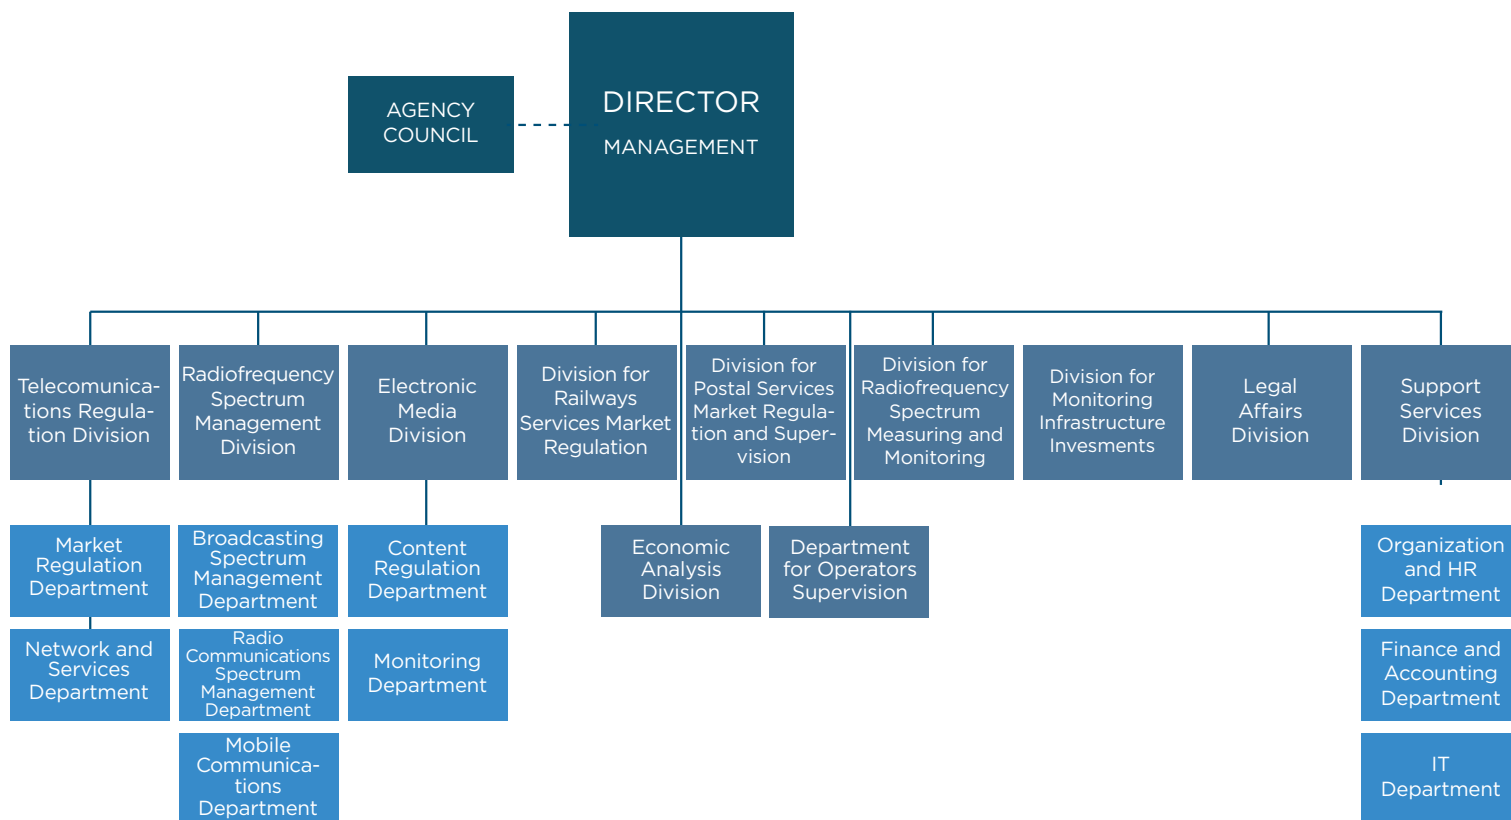 DIRECTOR
MANAGEMENT
AGENCY
COUNCIL
Telecomunica-
tions Regula-
tion Division
Radiofrequency
Spectrum
Management
Division
Electronic
Media
Division
Division for
Railways
Services Market
Regulation
Division for
Postal Services
Market Regula-
tion and Super-
vision
Division for
Radiofrequency
Spectrum
Measuring and
Monitoring
Division for
Monitoring
Infrastructure
Invesments
Legal
Affairs
Division
Support
Services
Division
Market
Regulation
Department
Network and
Services
Department
Broadcasting
Spectrum
Management
Department
Radio
Communications
Spectrum
Management
Department
Mobile
Communica-
tions
Department
Content
Regulation
Department
Monitoring
Department
Economic
Analysis
Division
Department
for Operators
Supervision
Organization
and HR
Department
Finance and
Accounting
Department
IT
Department